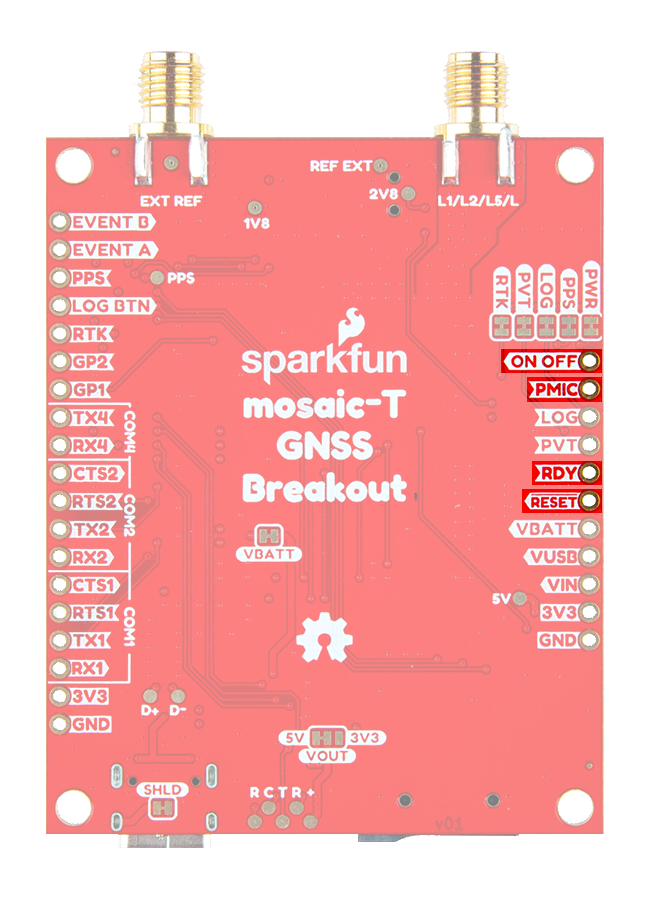 REF EXT
EXT REF
2V8
L1/L2/L5/L
1V8
EVENT B
EVENT A
PPS
PPS
LOG BTN
RTK
GP2
GP1
TX4
RX4
COM4
CTS2
RTS2
TX2
RX2
COM2
CTS1
RTS1
TX1
RX1
COM1
3V3
GND
sparkfun
mosaic-T
GNSS
Breakout
VBATT
RTK
PVT
LOG
PPS
PWR
ON OFF
PMIC
LOG
PVT
RDY
RESET
VBATT
VUSB
VIN
5V
3V3
GND
D+ D-
5V 3V3
VOUT
SHLD
R C T R +
v01